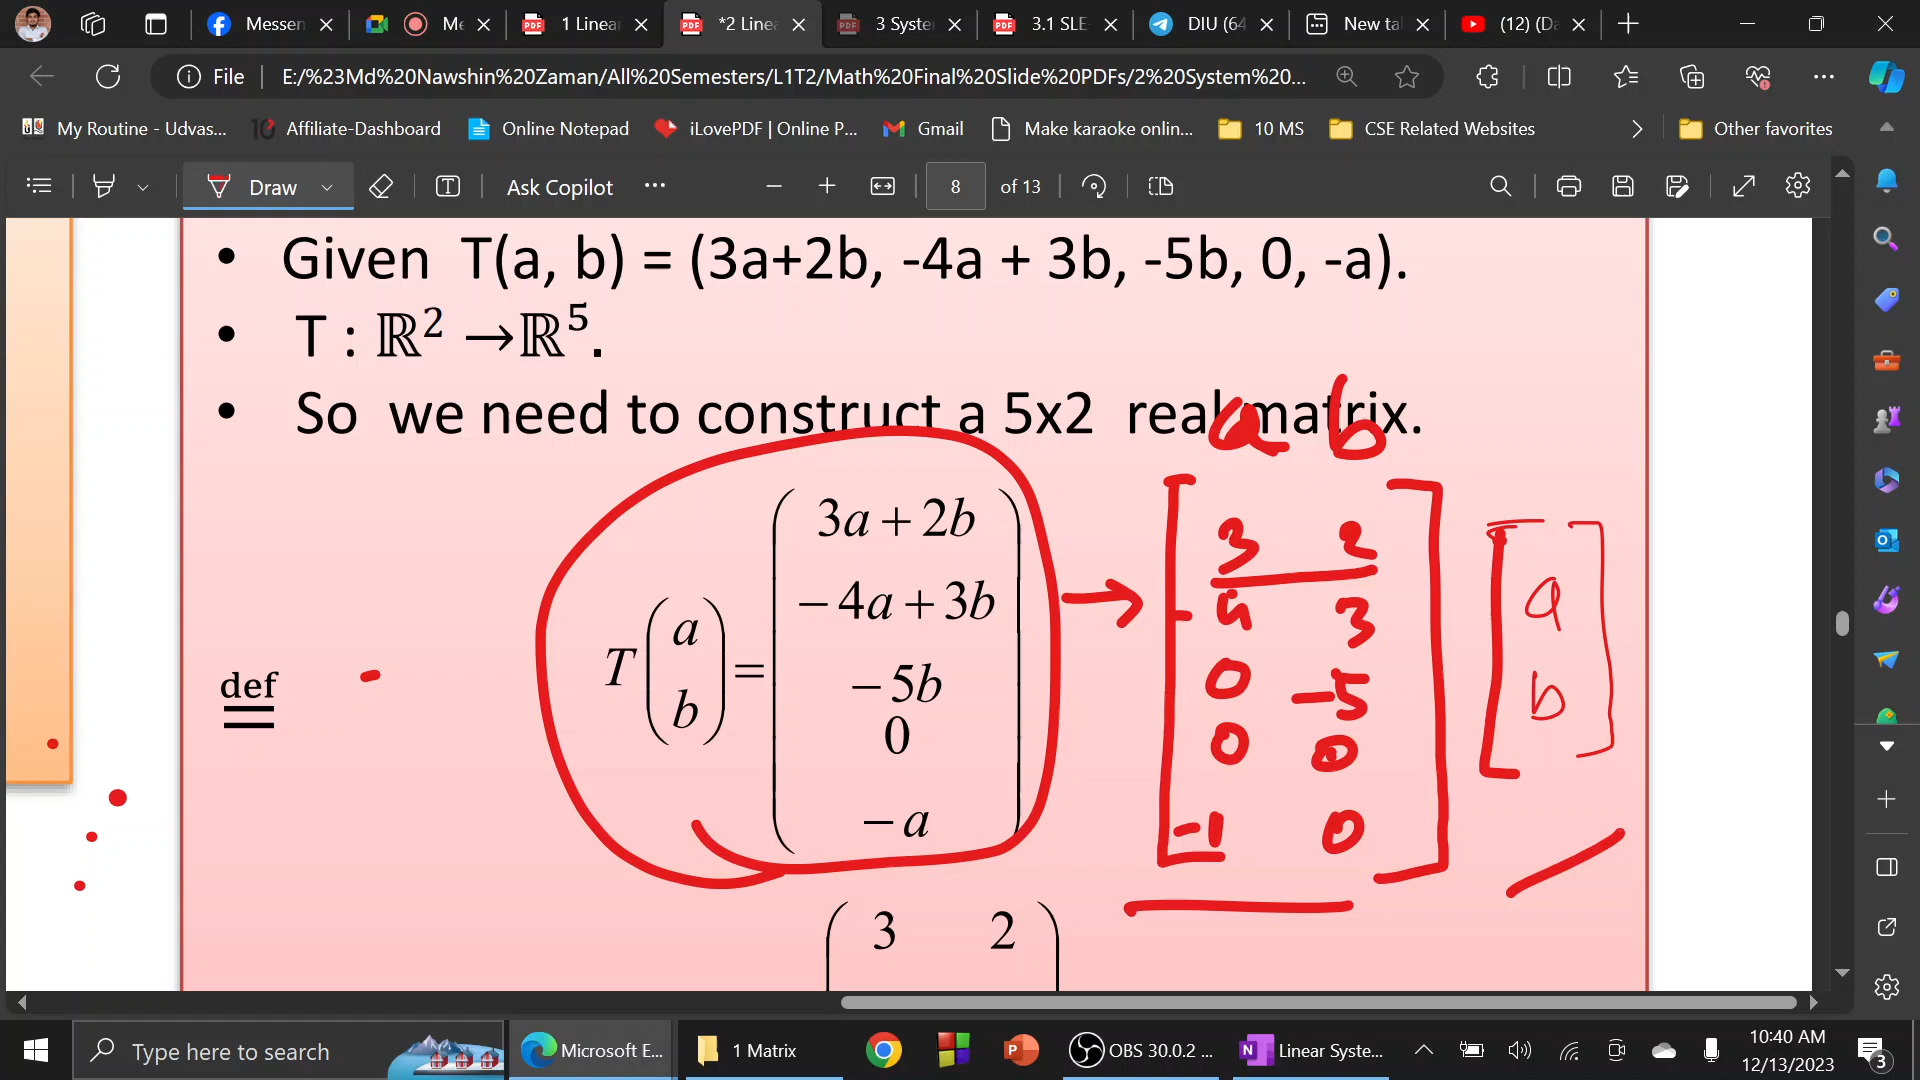 Messen
Me
1 Linea
*2 Linea
3 Syste
3.1 SLE
DIU (64
New ta
(12) (Da
File
E:/%23Md%20Nawshin%20Zaman/All%20Semesters/L1T2/Math%20Final%20Slide%20PDFs/2%20System%20...
My Routine - Udvas...
Affiliate-Dashboard
Online Notepad
iLovePDF | Online P...
Gmail
Make karaoke onlin...
10 MS
CSE Related Websites
Other favorites
Draw
Ask Copilot
8
of 13
• Given T(a, b) = (3a+2b, -4a + 3b, -5b, 0, -a).
• T : ℝ² →ℝ⁵.
• So we need to construct a 5x2 real matrix.
a b
3a + 2b
3 2
− 4a + 3b
-4 3
a
T(a b) =
− 5b
0 -5
b
def
0
0 0
− a
-1 0
3 2
Type here to search
Microsoft E...
1 Matrix
OBS 30.0.2 ...
Linear Syste...
10:40 AM
12/13/2023
3